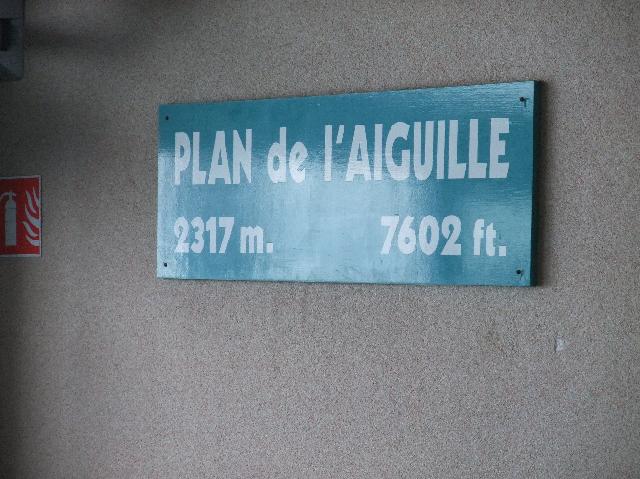 PLAN de l'AIGUILLE
2317 m. 7602 ft.